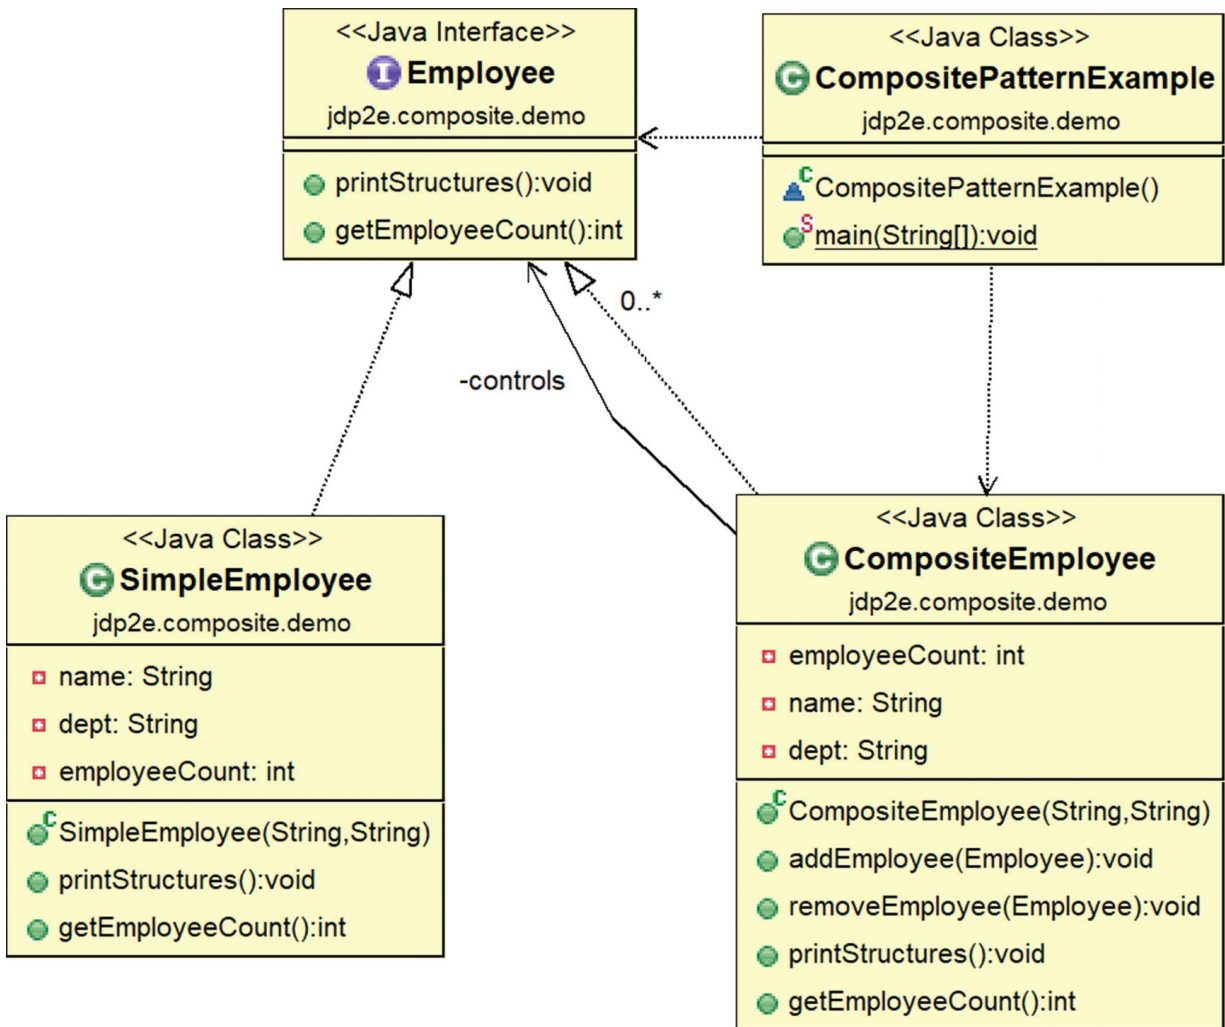 <<Java Interface>>
Employee
jdp2e.composite.demo
printStructures():void
getEmployeeCount():int
<<Java Class>>
CompositePatternExample
jdp2e.composite.demo
CompositePatternExample()
main(String[]):void
0..*
-controls
<<Java Class>>
SimpleEmployee
jdp2e.composite.demo
name: String
dept: String
employeeCount: int
SimpleEmployee(String,String)
printStructures():void
getEmployeeCount():int
<<Java Class>>
CompositeEmployee
jdp2e.composite.demo
employeeCount: int
name: String
dept: String
CompositeEmployee(String,String)
addEmployee(Employee):void
removeEmployee(Employee):void
printStructures():void
getEmployeeCount():int